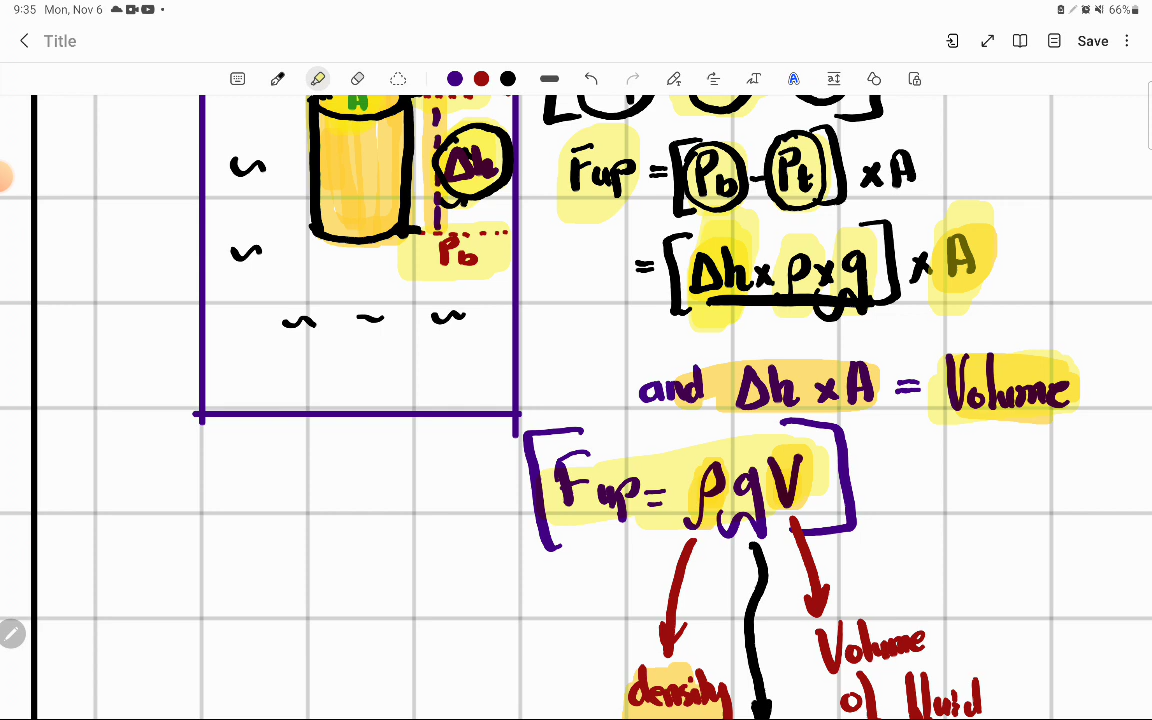 9:35 Mon, Nov 6
66%
Title
Save
A
Δh
Pb
Fup = [Pb - Pt] × A
= [Δh × ρ × g] × A
and Δh × A = Volume
[Fup = ρgV]
density
Volume
of fluid